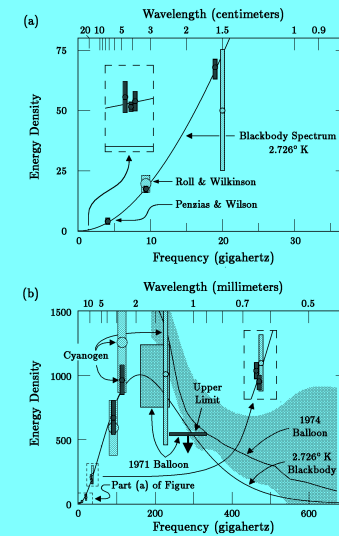 Wavelength (centimeters)
(a)
20 10 5 3 2 1.5 1 0.9
75
50
25
0
Energy Density
Blackbody Spectrum
2.726° K
Roll & Wilkinson
Penzias & Wilson
0 10 20 30
Frequency (gigahertz)
Wavelength (millimeters)
(b)
10 5 2 1 0.7 0.5
1500
1000
500
0
Energy Density
Cyanogen
Upper
Limit
1974
Balloon
1971 Balloon
2.726° K
Blackbody
Part (a) of Figure
0 200 400 600
Frequency (gigahertz)